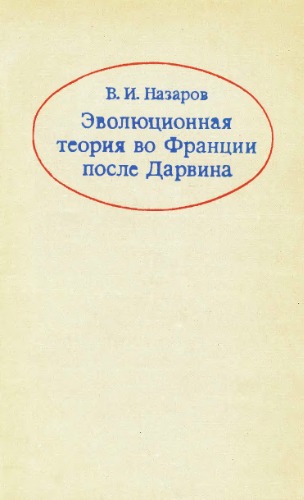 В. И. Назаров
Эволюционная
теория во Франции
после Дарвина